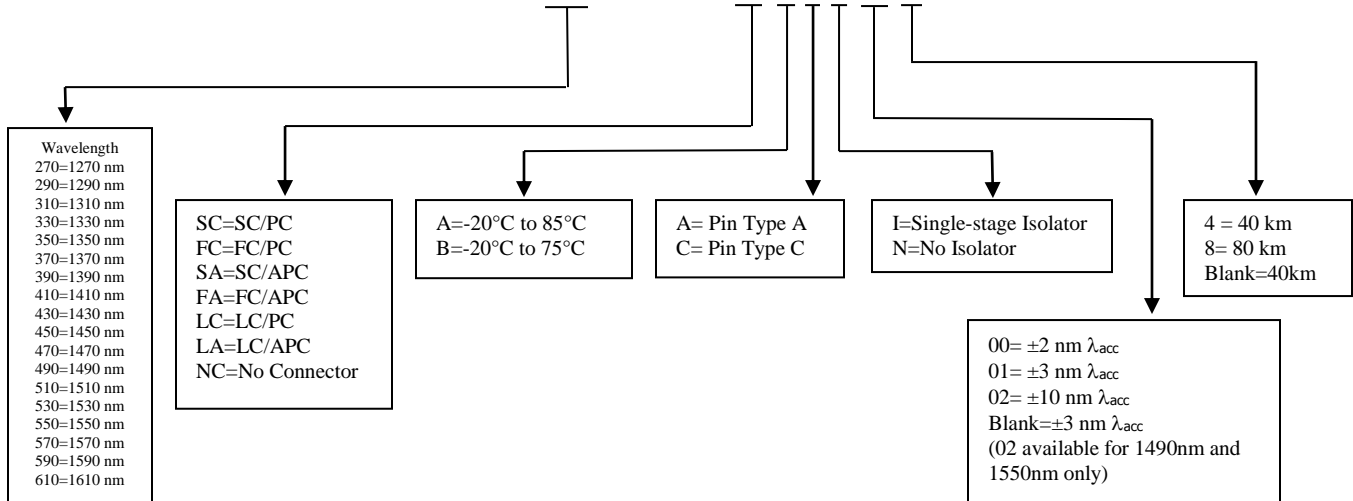 Wavelength
270=1270 nm
290=1290 nm
310=1310 nm
330=1330 nm
350=1350 nm
370=1370 nm
390=1390 nm
410=1410 nm
430=1430 nm
450=1450 nm
470=1470 nm
490=1490 nm
510=1510 nm
530=1530 nm
550=1550 nm
570=1570 nm
590=1590 nm
610=1610 nm
SC=SC/PC
FC=FC/PC
SA=SC/APC
FA=FC/APC
LC=LC/PC
LA=LC/APC
NC=No Connector
A=-20°C to 85°C
B=-20°C to 75°C
A= Pin Type A
C= Pin Type C
I=Single-stage Isolator
N=No Isolator
00= ±2 nm λacc
01= ±3 nm λacc
02= ±10 nm λacc
Blank=±3 nm λacc
(02 available for 1490nm and
1550nm only)
4 = 40 km
8= 80 km
Blank=40km